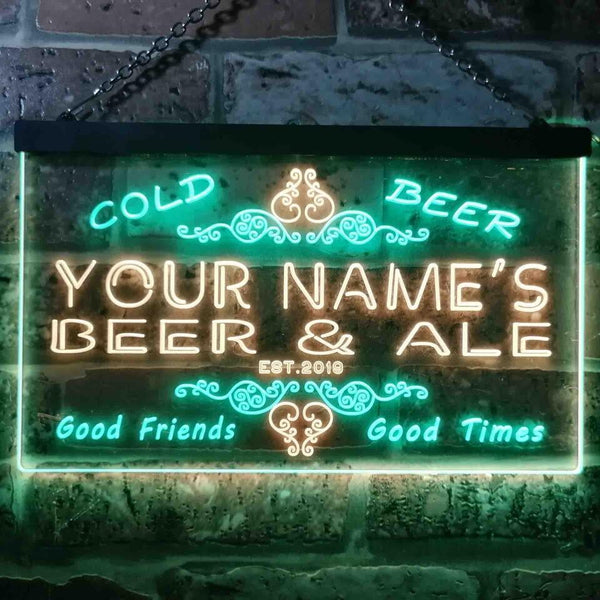 COLD BEER
YOUR NAME'S
BEER & ALE
EST.2019
Good Friends Good Times